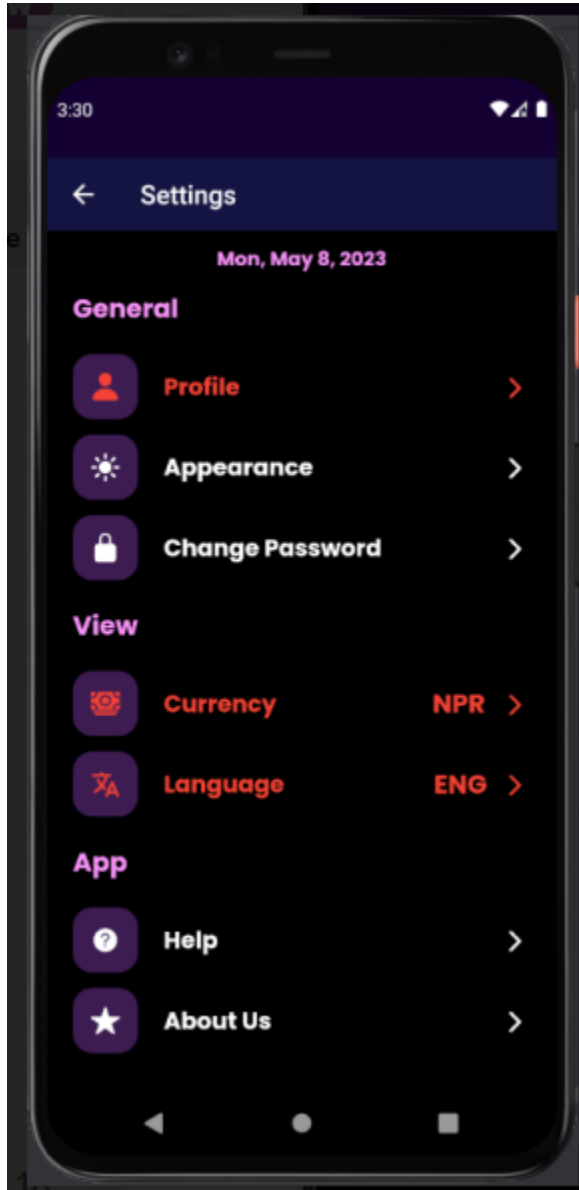 3:30
Settings
Mon, May 8, 2023
General
Profile
Appearance
Change Password
View
Currency NPR
Language ENG
App
Help
About Us